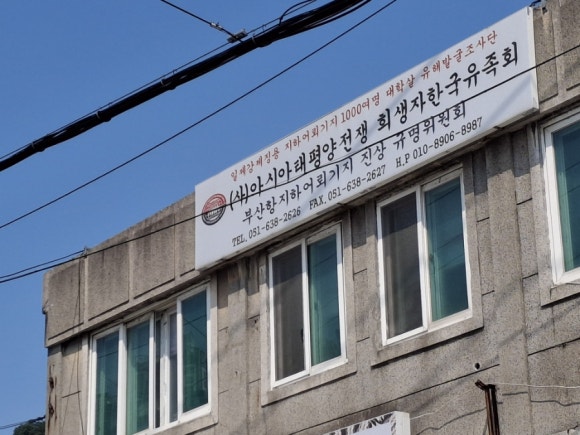 일제강제징용 지하어뢰기지 1000여명 대학살 유해발굴조사단
(사)아시아태평양전쟁 희생자한국유족회
부산항지하어뢰기지 진상 규명위원회
TEL. 051-638-2626 FAX. 051-638-2627 H.P 010-8906-8987